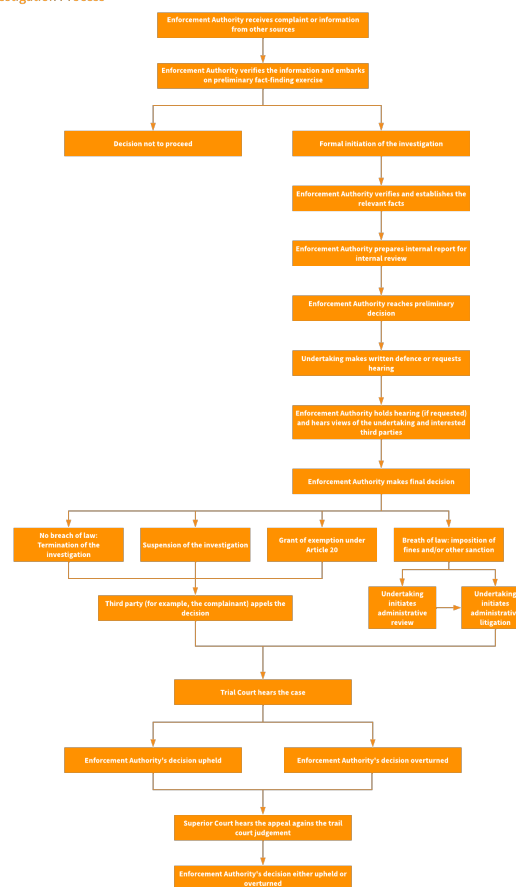 Enforcement Authority receives complaint or information
from other sources
Enforcement Authority verifies the information and embarks
on preliminary fact-finding exercise
Decision not to proceed
Formal initiation of the investigation
Enforcement Authority verifies and establishes the
relevant facts
Enforcement Authority prepares internal report for
internal review
Enforcement Authority reaches preliminary
decision
Undertaking makes written defence or requests
hearing
Enforcement Authority holds hearing (if requested)
and hears views of the undertaking and interested
third parties
Enforcement Authority makes final decision
No breach of law:
Termination of the
investigation
Suspension of the investigation
Grant of exemption under
Article 20
Breath of law: imposition of
fines and/or other sanction
Third party (for example, the complainant) appels the
decision
Undertaking
initiates
administrative
review
Undertaking
initiates
administrativ
litigation
Trial Court hears the case
Enforcement Authority's decision upheld
Enforcement Authority's decision overturned
Superior Court hears the appeal agains the trail
court judgement
Enforcement Authority's decision either upheld or
overturned